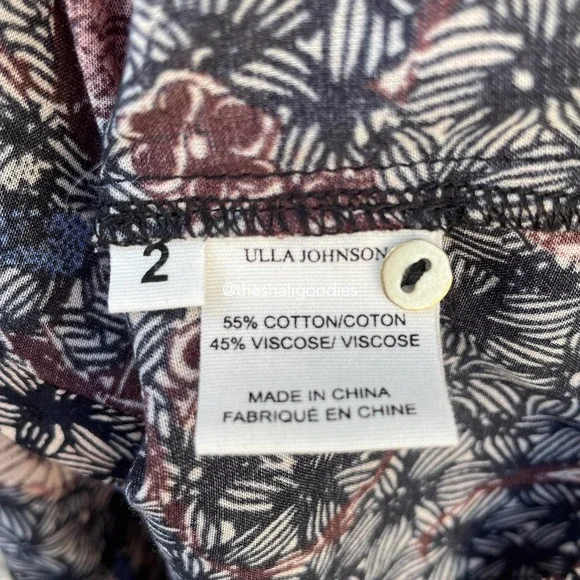 2
ULLA JOHNSON
@theshaligoodies
55% COTTON/COTON
45% VISCOSE/ VISCOSE
MADE IN CHINA
FABRIQUÉ EN CHINE